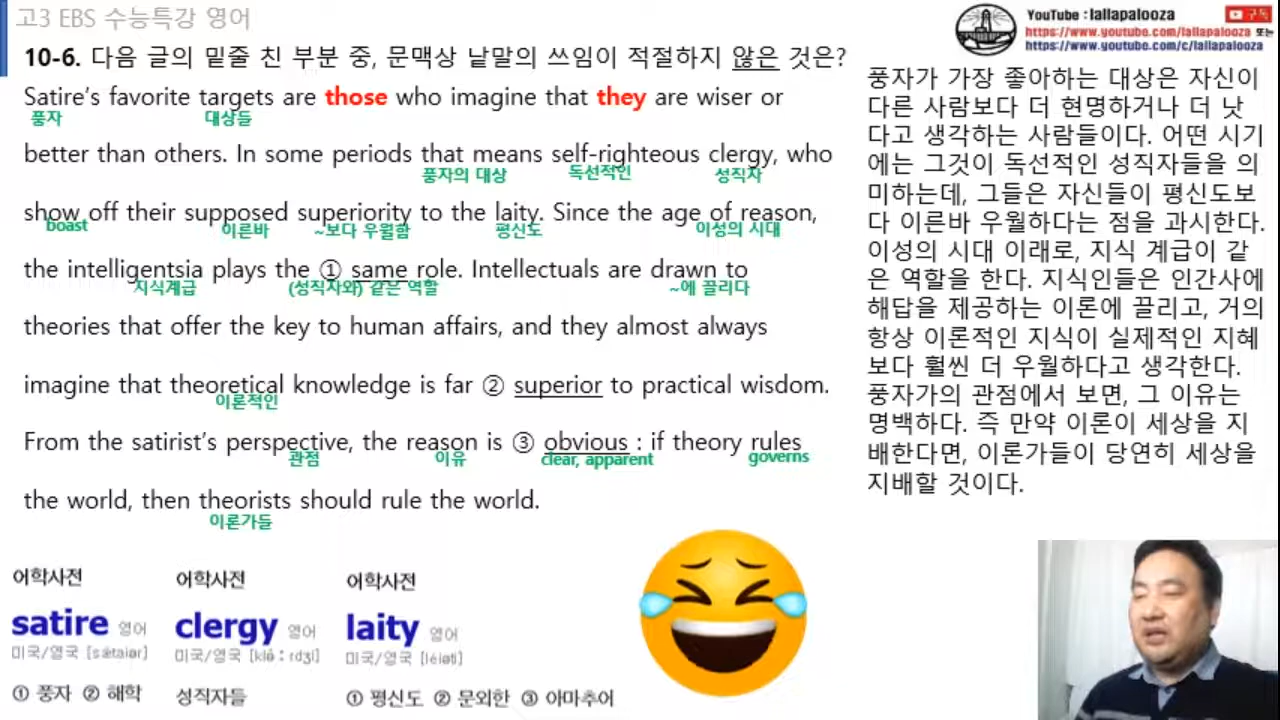 고3 EBS 수능특강 영어
YouTube : lallapalooza
구독
https://www.youtube.com/lallapalooza 또는
https://www.youtube.com/c/lallapalooza
10-6. 다음 글의 밑줄 친 부분 중, 문맥상 낱말의 쓰임이 적절하지 않은 것은?
Satire's favorite targets are those who imagine that they are wiser or
풍자 대상들
better than others. In some periods that means self-righteous clergy, who
풍자의 대상 독선적인 성직자
show off their supposed superiority to the laity. Since the age of reason,
boast 이른바 ~보다 우월함 평신도 이성의 시대
the intelligentsia plays the ① same role. Intellectuals are drawn to
지식계급 (성직자와) 같은 역할 ~에 끌리다
theories that offer the key to human affairs, and they almost always
imagine that theoretical knowledge is far ② superior to practical wisdom.
이론적인
From the satirist's perspective, the reason is ③ obvious : if theory rules
관점 이유 clear, apparent governs
the world, then theorists should rule the world.
이론가들
풍자가 가장 좋아하는 대상은 자신이
다른 사람보다 더 현명하거나 더 낫
다고 생각하는 사람들이다. 어떤 시기
에는 그것이 독선적인 성직자들을 의
미하는데, 그들은 자신들이 평신도보
다 이른바 우월하다는 점을 과시한다.
이성의 시대 이래로, 지식 계급이 같
은 역할을 한다. 지식인들은 인간사에
해답을 제공하는 이론에 끌리고, 거의
항상 이론적인 지식이 실제적인 지혜
보다 훨씬 더 우월하다고 생각한다.
풍자가의 관점에서 보면, 그 이유는
명백하다. 즉 만약 이론이 세상을 지
배한다면, 이론가들이 당연히 세상을
지배할 것이다.
어학사전 어학사전 어학사전
satire 영어 clergy 영어 laity 영어
미국/영국 [sǽtaiər] 미국/영국 [klə́ːrdʒi] 미국/영국 [léiəti]
① 풍자 ② 해학 성직자들 ① 평신도 ② 문외한 ③ 아마추어